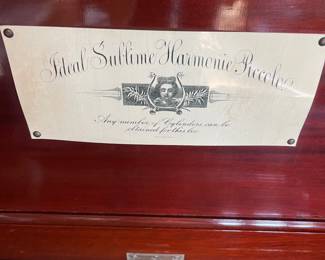 Ideal Sublime Harmonie Piccolo
Any number of Cylinders can be
obtained for this box